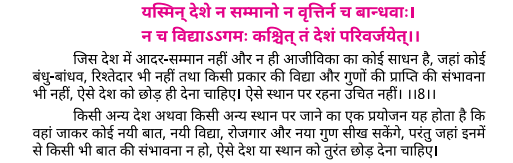 यस्मिन् देशे न सम्मानो न वृत्तिर्न च बान्धवाः।
न च विद्याऽऽगमः कश्चित् तं देशं परिवर्जयेत्।।
जिस देश में आदर-सम्मान नहीं और न ही आजीविका का कोई साधन है, जहां कोई
बंधु-बांधव, रिश्तेदार भी नहीं तथा किसी प्रकार की विद्या और गुणों की प्राप्ति की संभावना
भी नहीं, ऐसे देश को छोड़ ही देना चाहिए। ऐसे स्थान पर रहना उचित नहीं। ।।8।।
किसी अन्य देश अथवा किसी अन्य स्थान पर जाने का एक प्रयोजन यह होता है कि
वहां जाकर कोई नयी बात, नयी विद्या, रोजगार और नया गुण सीख सकेंगे, परंतु जहां इनमें
से किसी भी बात की संभावना न हो, ऐसे देश या स्थान को तुरंत छोड़ देना चाहिए।